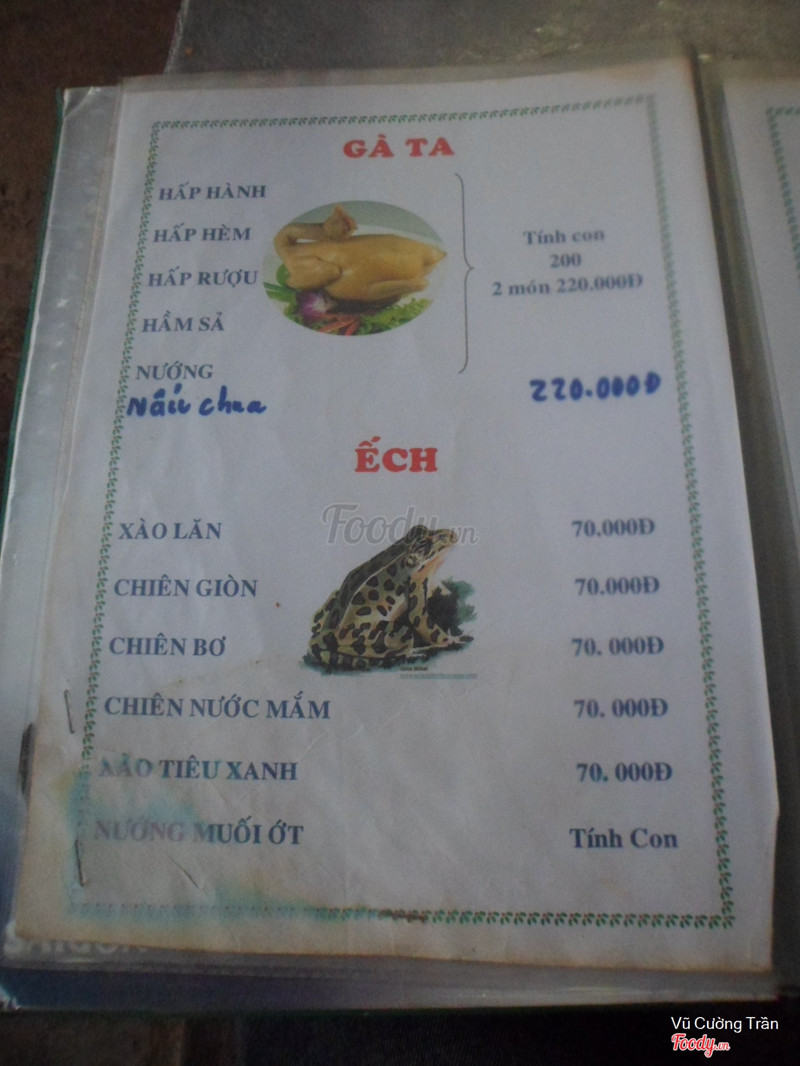 GÀ TA
HẤP HÀNH
HẤP HÈM
HẤP RƯỢU
HẦM SẢ
NƯỚNG
Tính con
200
2 món 220.000Đ
Nấu chua 220.000Đ
ẾCH
Foody.vn
XÀO LĂN 70.000Đ
CHIÊN GIÒN 70.000Đ
CHIÊN BƠ 70. 000Đ
CHIÊN NƯỚC MẮM 70. 000Đ
XÀO TIÊU XANH 70. 000Đ
NƯỚNG MUỐI ỚT Tính Con
Vũ Cường Trần
Foody.vn